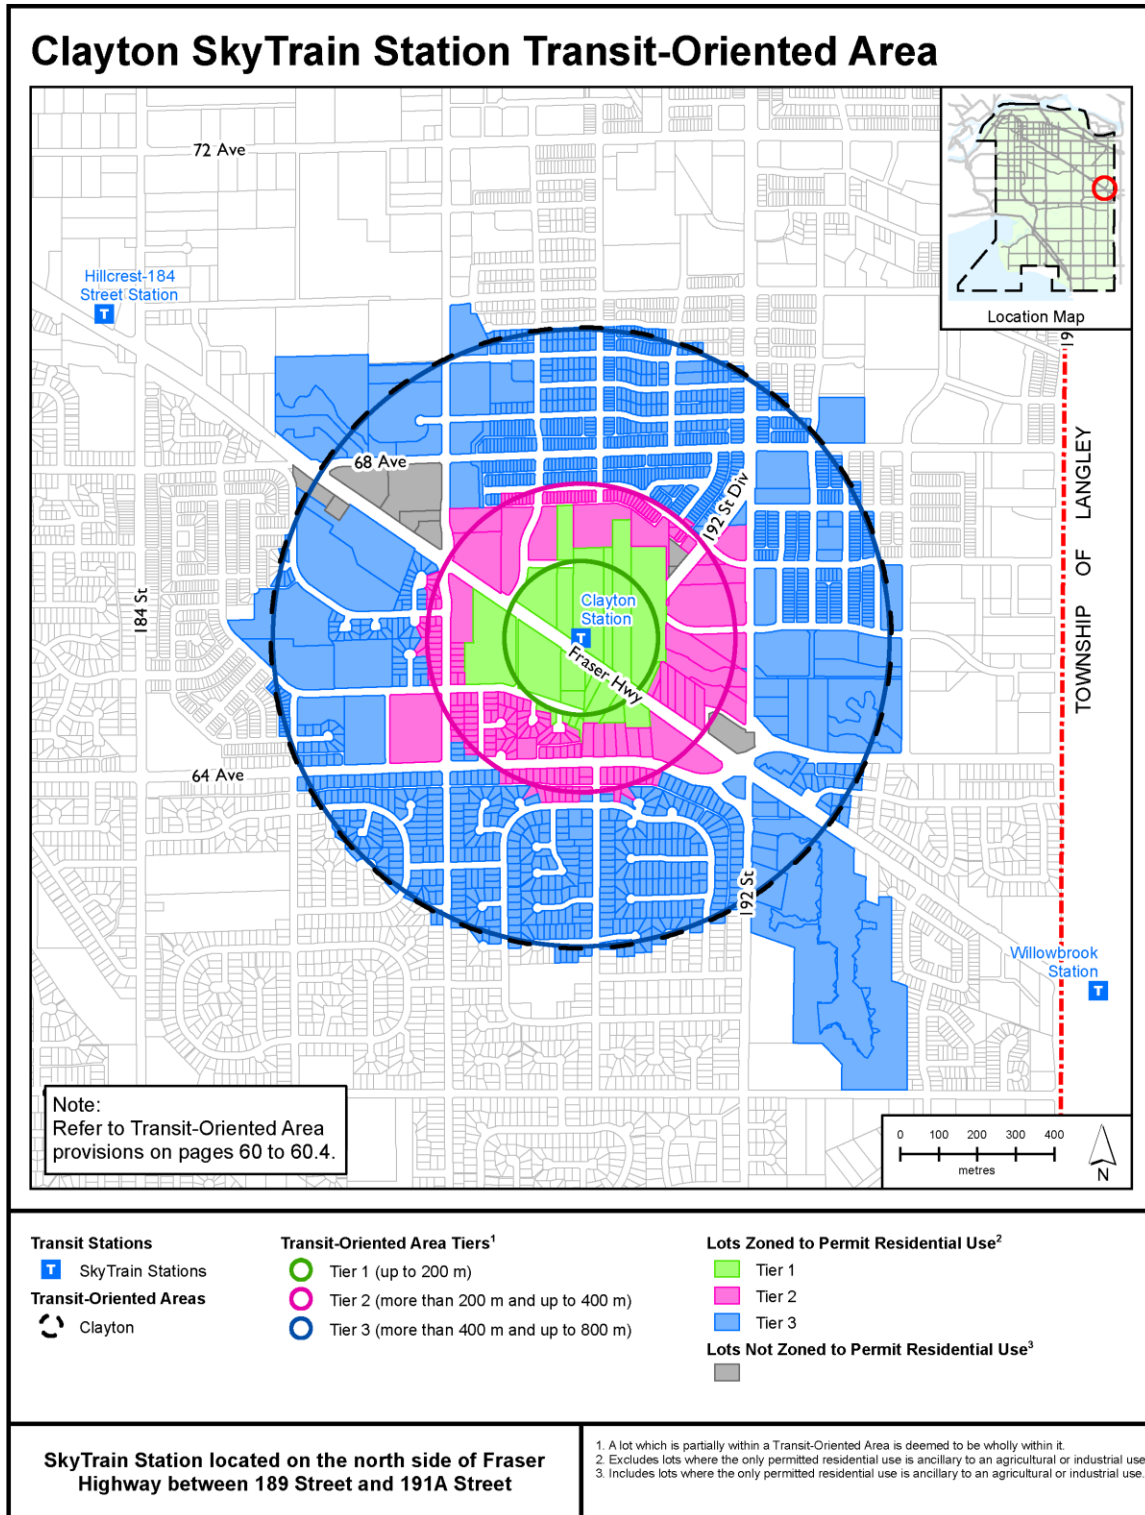 Clayton SkyTrain Station Transit-Oriented Area
72 Ave
Hillcrest-184
Street Station
T
Location Map
19
68 Ave
192 St Div
TOWNSHIP OF LANGLEY
184 St
Clayton
Station
T
Fraser Hwy
64 Ave
192 St
Willowbrook
Station
T
Note:
Refer to Transit-Oriented Area
provisions on pages 60 to 60.4.
0 100 200 300 400
metres
N
Transit Stations
T SkyTrain Stations
Transit-Oriented Areas
Clayton
Transit-Oriented Area Tiers1
Tier 1 (up to 200 m)
Tier 2 (more than 200 m and up to 400 m)
Tier 3 (more than 400 m and up to 800 m)
Lots Zoned to Permit Residential Use2
Tier 1
Tier 2
Tier 3
Lots Not Zoned to Permit Residential Use3
SkyTrain Station located on the north side of Fraser
Highway between 189 Street and 191A Street
1. A lot which is partially within a Transit-Oriented Area is deemed to be wholly within it.
2. Excludes lots where the only permitted residential use is ancillary to an agricultural or industrial use
3. Includes lots where the only permitted residential use is ancillary to an agricultural or industrial use.